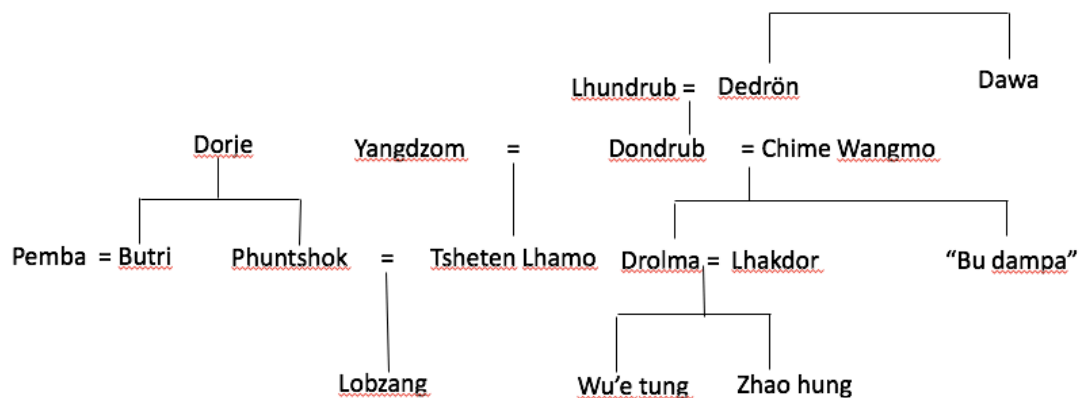 Lhundrub = Dedrön Dawa
Dorje Yangdzom = Dondrub = Chime Wangmo
Pemba = Butri Phuntshok = Tsheten Lhamo Drolma = Lhakdor “Bu dampa”
Lobzang Wu’e tung Zhao hung